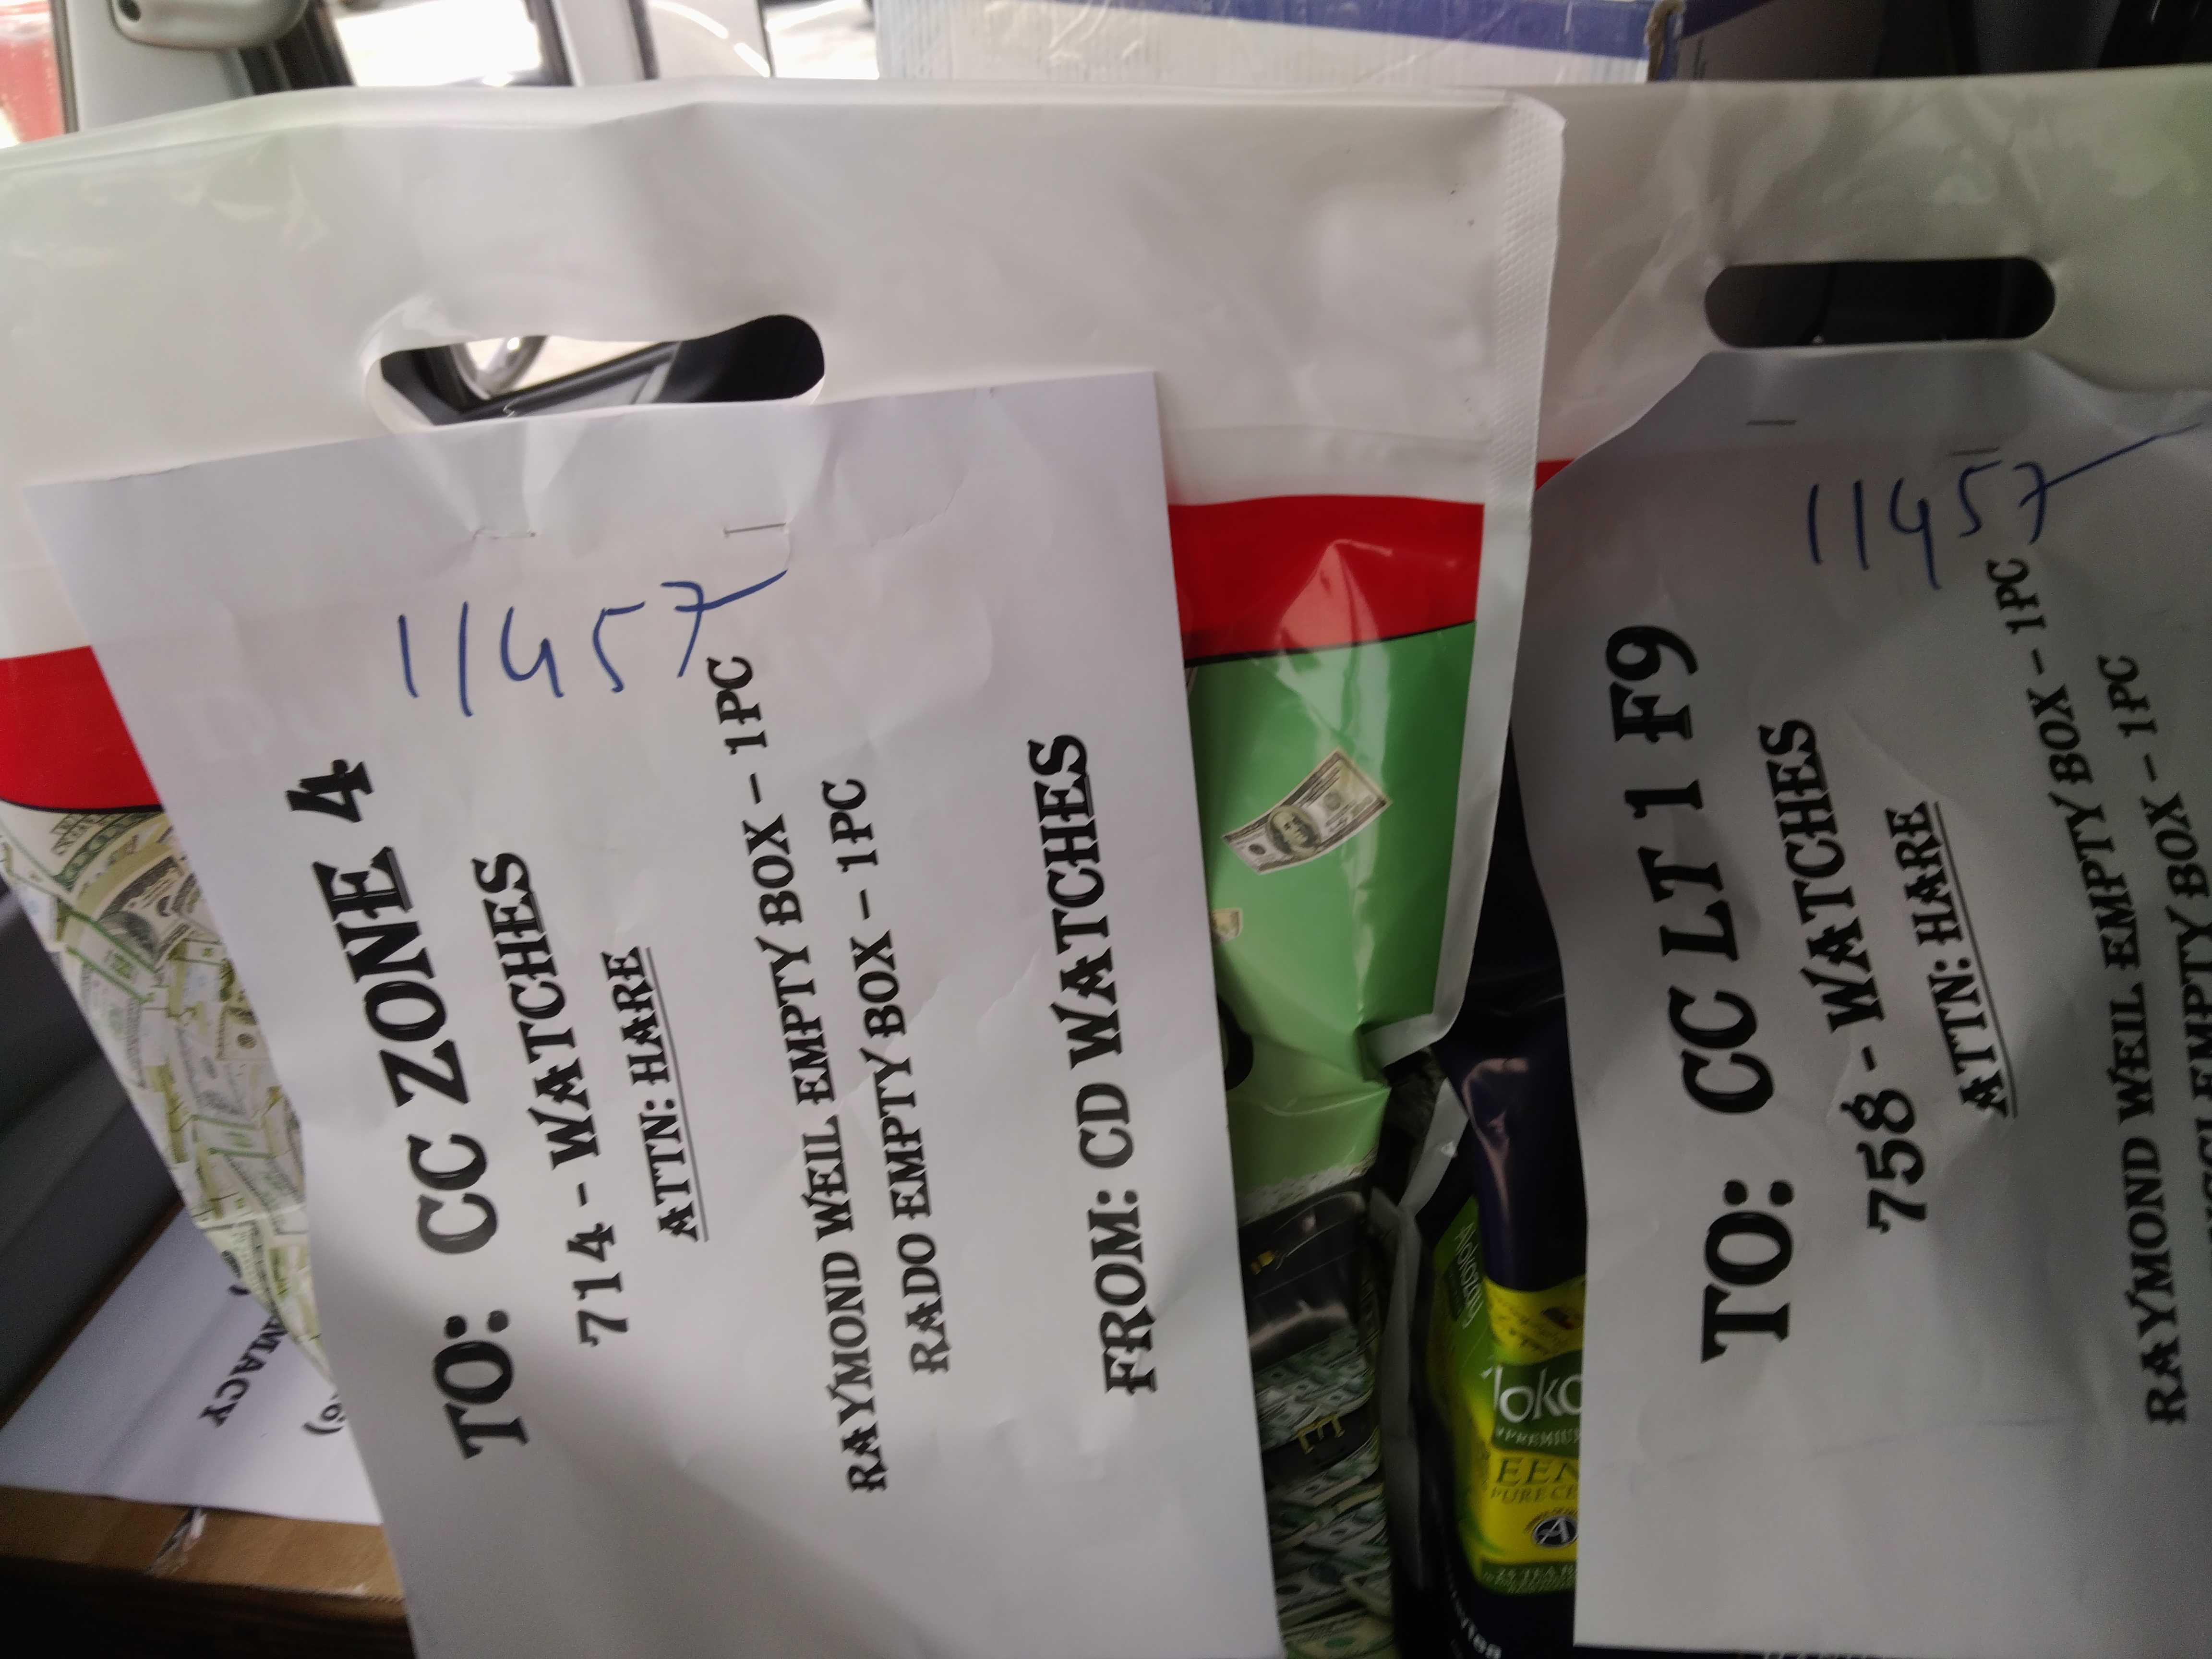 11457
TO: CC ZONE 4
714 - WATCHES
ATTN: HARE
RAYMOND WEIL EMPTY BOX - 1PC
RADO EMPTY BOX - 1PC
FROM: CD WATCHES
11457
TO: CC LT 1 F9
758 - WATCHES
ATTN: HARE
RAYMOND WEIL EMPTY BOX - 1PC
EMPTY BOX - 1PC